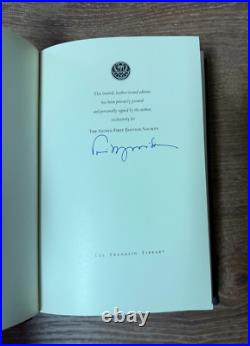 This limited, leather-bound edition
has been privately printed
and personally signed by the author
exclusively for
THE SIGNED FIRST EDITION SOCIETY
THE FRANKLIN LIBRARY